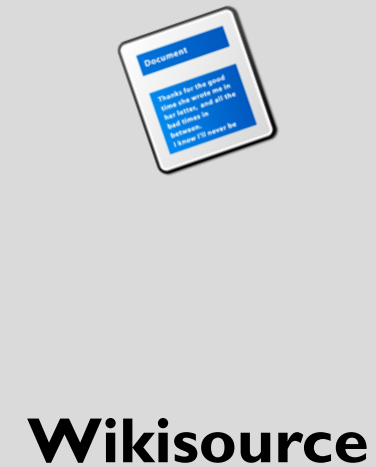 Document
Thanks for the good
time she wrote me in
her letter, and all the
bad times in
between.
I know I'll never be
Wikisource